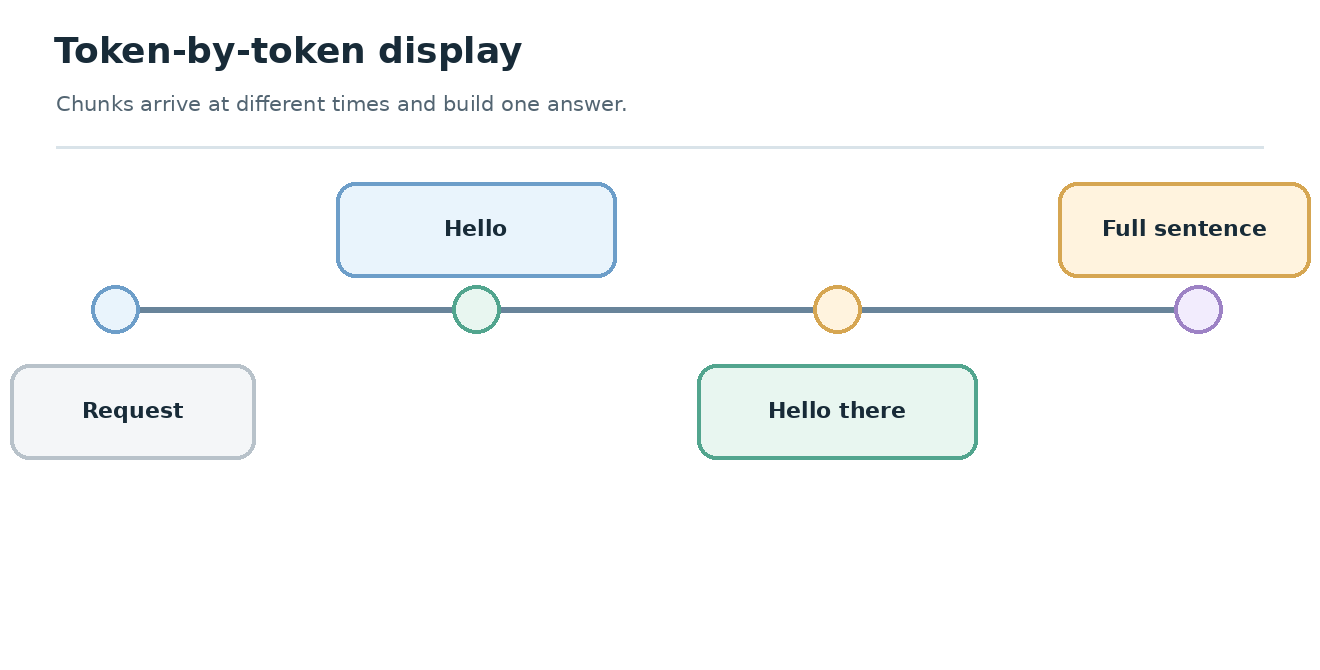 Token-by-token display
Chunks arrive at different times and build one answer.
Hello
Full sentence
Request
Hello there